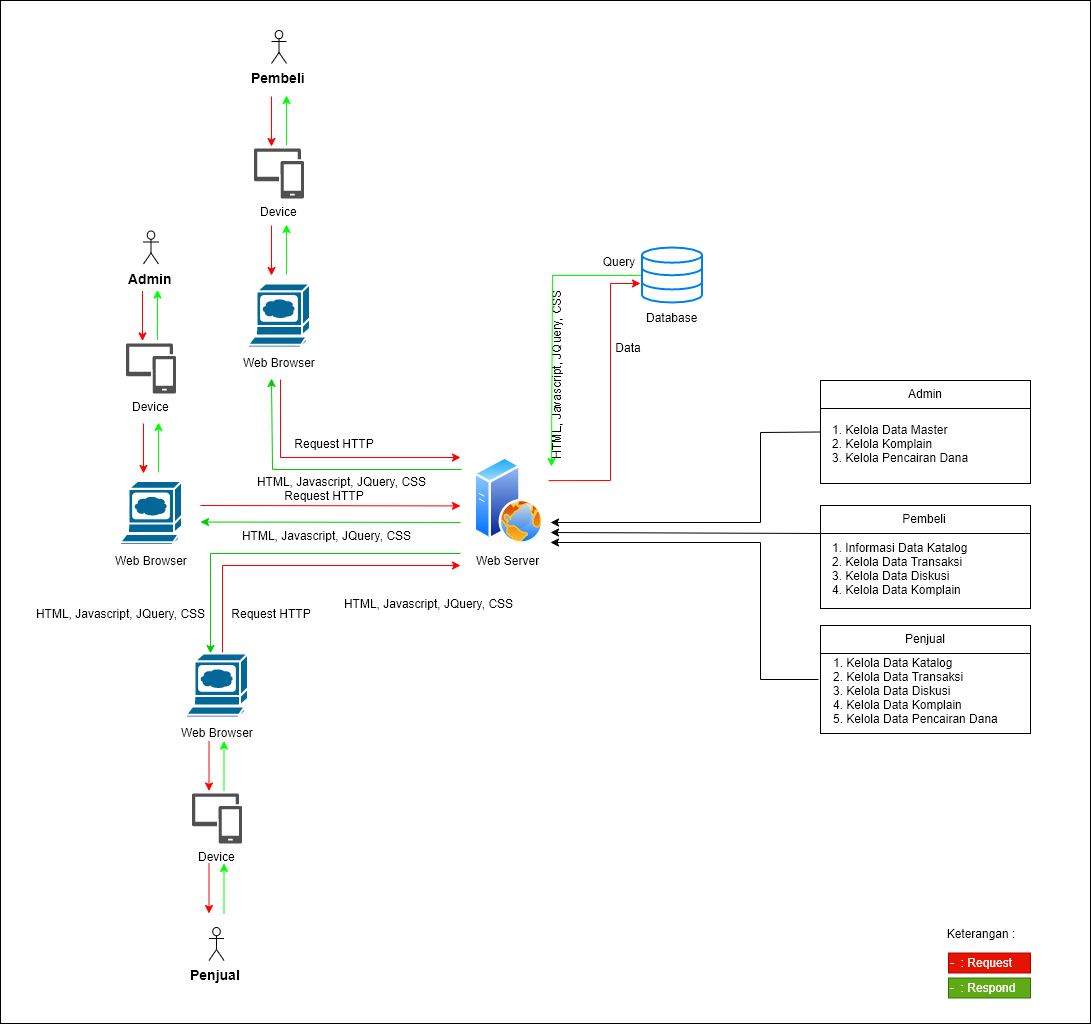 Pembeli
Device
Web Browser
Admin
Device
Web Browser
Query
Database
Data
HTML, Javascript, JQuery, CSS
Request HTTP
HTML, Javascript, JQuery, CSS
Request HTTP
HTML, Javascript, JQuery, CSS
Web Server
HTML, Javascript, JQuery, CSS
HTML, Javascript, JQuery, CSS
Request HTTP
Web Browser
Device
Penjual
Admin
1. Kelola Data Master
2. Kelola Komplain
3. Kelola Pencairan Dana
Pembeli
1. Informasi Data Katalog
2. Kelola Data Transaksi
3. Kelola Data Diskusi
4. Kelola Data Komplain
Penjual
1. Kelola Data Katalog
2. Kelola Data Transaksi
3. Kelola Data Diskusi
4. Kelola Data Komplain
5. Kelola Data Pencairan Dana
Keterangan :
- : Request
- : Respond